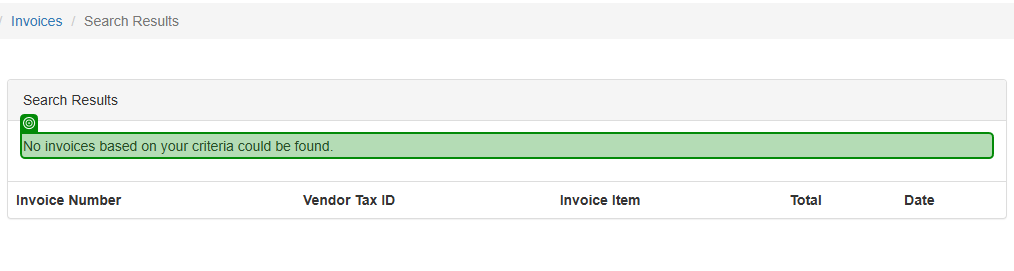 / Invoices / Search Results
Search Results
No invoices based on your criteria could be found.
Invoice Number Vendor Tax ID Invoice Item Total Date